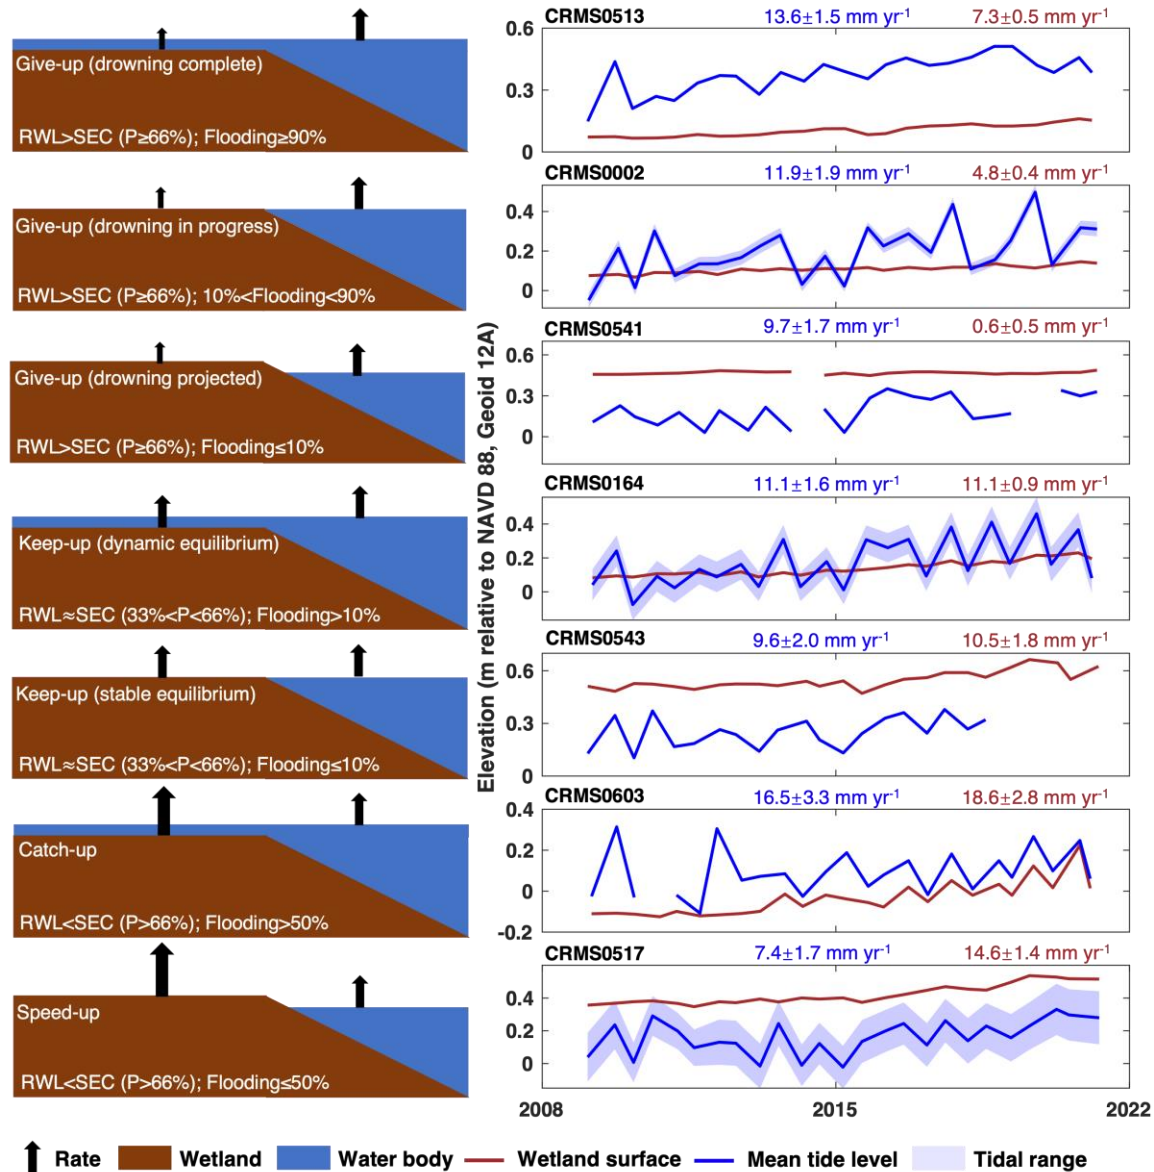 Give-up (drowning complete)
RWL>SEC (P≥66%); Flooding≥90%
CRMS0513
13.6±1.5 mm yr-1
7.3±0.5 mm yr-1
0.6
0.3
0
Give-up (drowning in progress)
RWL>SEC (P≥66%); 10%<Flooding<90%
CRMS0002
11.9±1.9 mm yr-1
4.8±0.4 mm yr-1
0.4
0.2
0
Give-up (drowning projected)
RWL>SEC (P≥66%); Flooding≤10%
CRMS0541
9.7±1.7 mm yr-1
0.6±0.5 mm yr-1
0.6
0.3
0
Keep-up (dynamic equilibrium)
RWL≈SEC (33%<P<66%); Flooding>10%
CRMS0164
11.1±1.6 mm yr-1
11.1±0.9 mm yr-1
0.4
0.2
0
Keep-up (stable equilibrium)
RWL≈SEC (33%<P<66%); Flooding≤10%
CRMS0543
9.6±2.0 mm yr-1
10.5±1.8 mm yr-1
0.6
0.3
0
Catch-up
RWL<SEC (P>66%); Flooding>50%
CRMS0603
16.5±3.3 mm yr-1
18.6±2.8 mm yr-1
0.4
0.2
0
-0.2
Speed-up
RWL<SEC (P>66%); Flooding≤50%
CRMS0517
7.4±1.7 mm yr-1
14.6±1.4 mm yr-1
0.4
0.2
0
Elevation (m relative to NAVD 88, Geoid 12A)
2008
2015
2022
Rate
Wetland
Water body
Wetland surface
Mean tide level
Tidal range